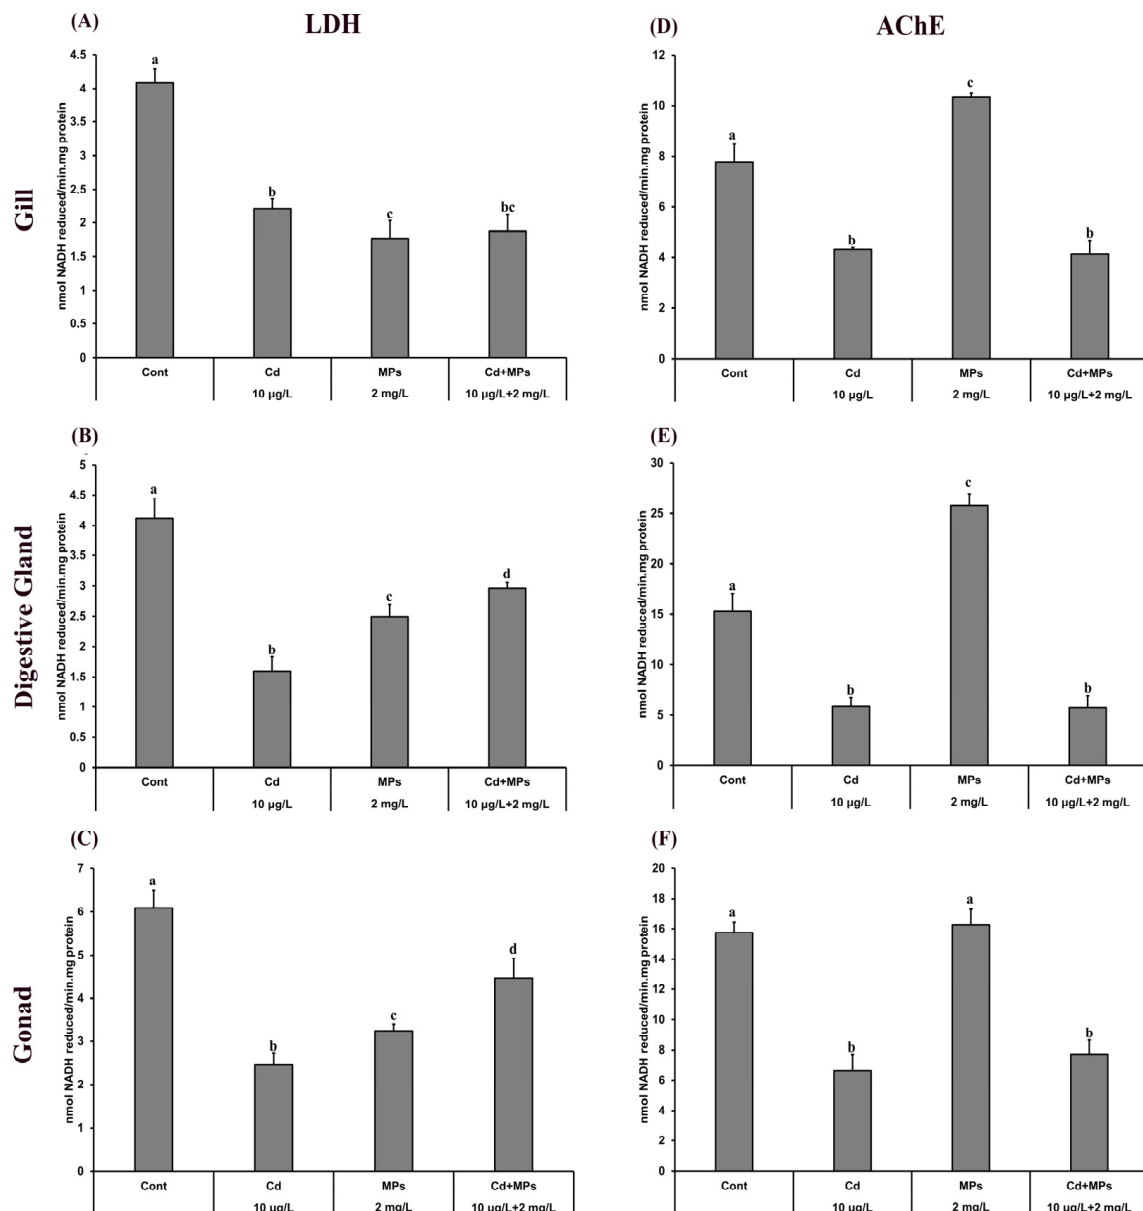 (A) LDH (D) AChE
Gill
nmol NADH reduced/min.mg protein
4.5
4
3.5
3
2.5
2
1.5
1
0.5
0
a
b
c
bc
Cont Cd MPs Cd+MPs
10 µg/L 2 mg/L 10 µg/L+2 mg/L
nmol NADH reduced/min.mg protein
12
10
8
6
4
2
0
a
b
c
b
Cont Cd MPs Cd+MPs
10 µg/L 2 mg/L 10 µg/L+2 mg/L
(B) (E)
Digestive Gland
nmol NADH reduced/min.mg protein
5
4.5
4
3.5
3
2.5
2
1.5
1
0.5
0
a
b
c
d
Cont Cd MPs Cd+MPs
10 µg/L 2 mg/L 10 µg/L+2 mg/L
nmol NADH reduced/min.mg protein
30
25
20
15
10
5
0
a
b
c
b
Cont Cd MPs Cd+MPs
10 µg/L 2 mg/L 10 µg/L+2 mg/L
(C) (F)
Gonad
nmol NADH reduced/min.mg protein
7
6
5
4
3
2
1
0
a
b
c
d
Cont Cd MPs Cd+MPs
10 µg/L 2 mg/L 10 µg/L+2 mg/L
nmol NADH reduced/min.mg protein
20
18
16
14
12
10
8
6
4
2
0
a
b
a
b
Cont Cd MPs Cd+MPs
10 µg/L 2 mg/L 10 µg/L+2 mg/L